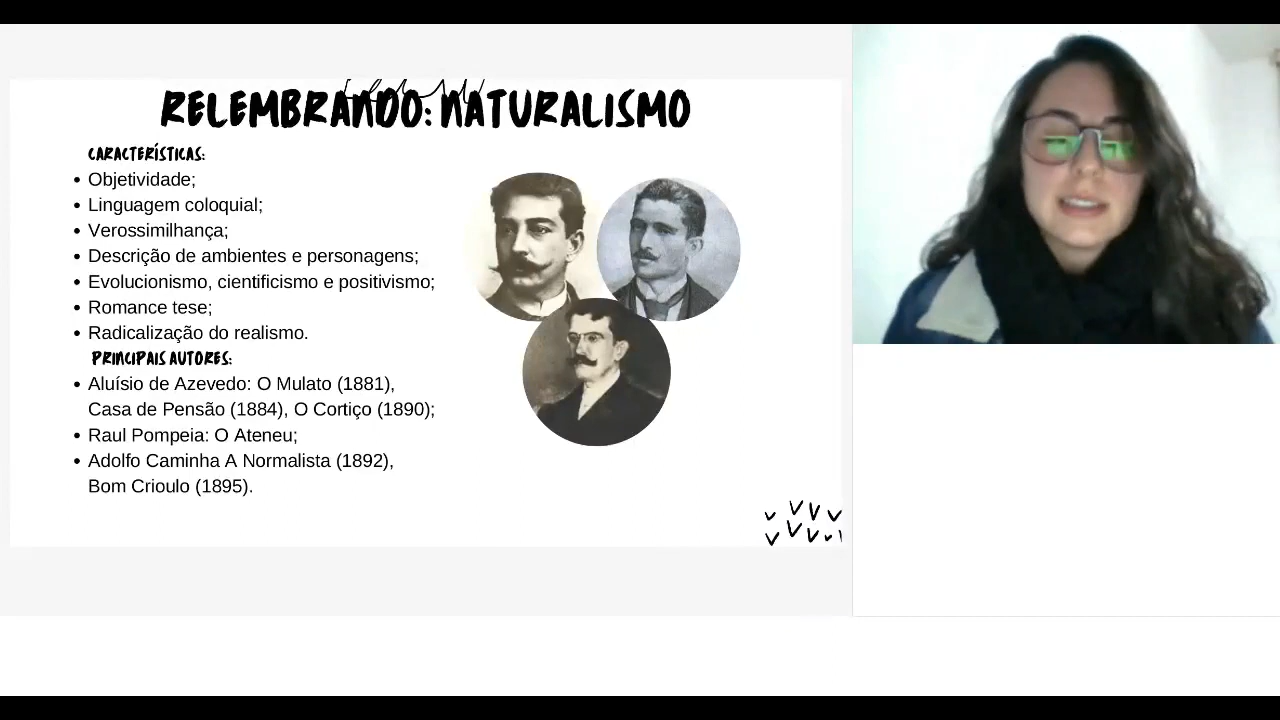 RELEMBRANDO: NATURALISMO
CARACTERÍSTICAS:
• Objetividade;
• Linguagem coloquial;
• Verossimilhança;
• Descrição de ambientes e personagens;
• Evolucionismo, cientificismo e positivismo;
• Romance tese;
• Radicalização do realismo.
PRINCIPAIS AUTORES:
• Aluísio de Azevedo: O Mulato (1881),
Casa de Pensão (1884), O Cortiço (1890);
• Raul Pompeia: O Ateneu;
• Adolfo Caminha A Normalista (1892),
Bom Crioulo (1895).